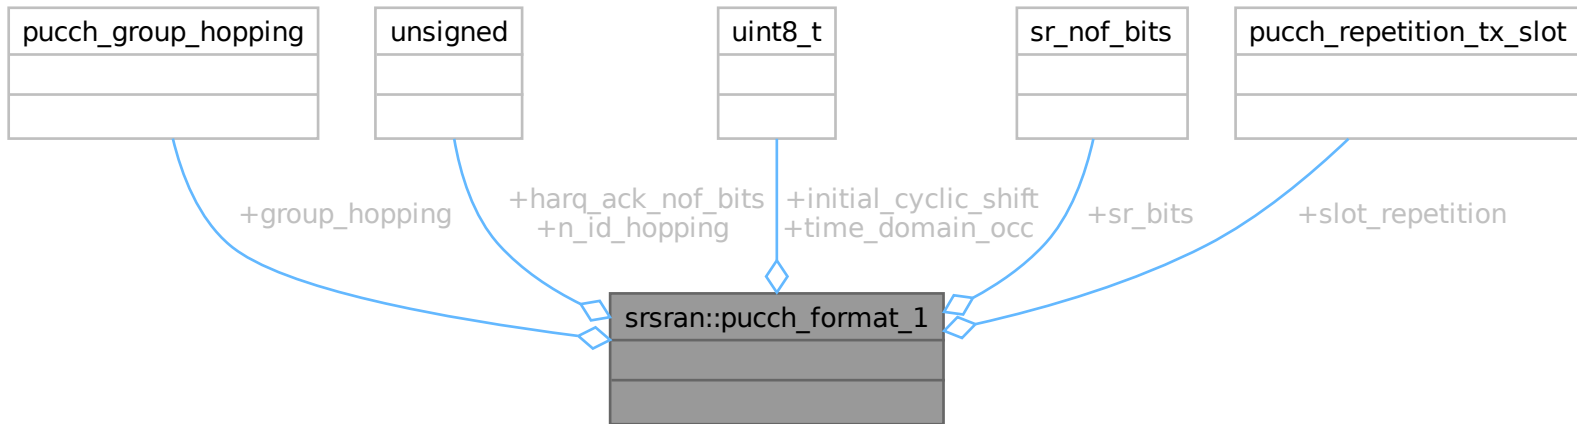 pucch_group_hopping
unsigned
uint8_t
sr_nof_bits
pucch_repetition_tx_slot
+group_hopping
+harq_ack_nof_bits
+n_id_hopping
+initial_cyclic_shift
+time_domain_occ
+sr_bits
+slot_repetition
srsran::pucch_format_1